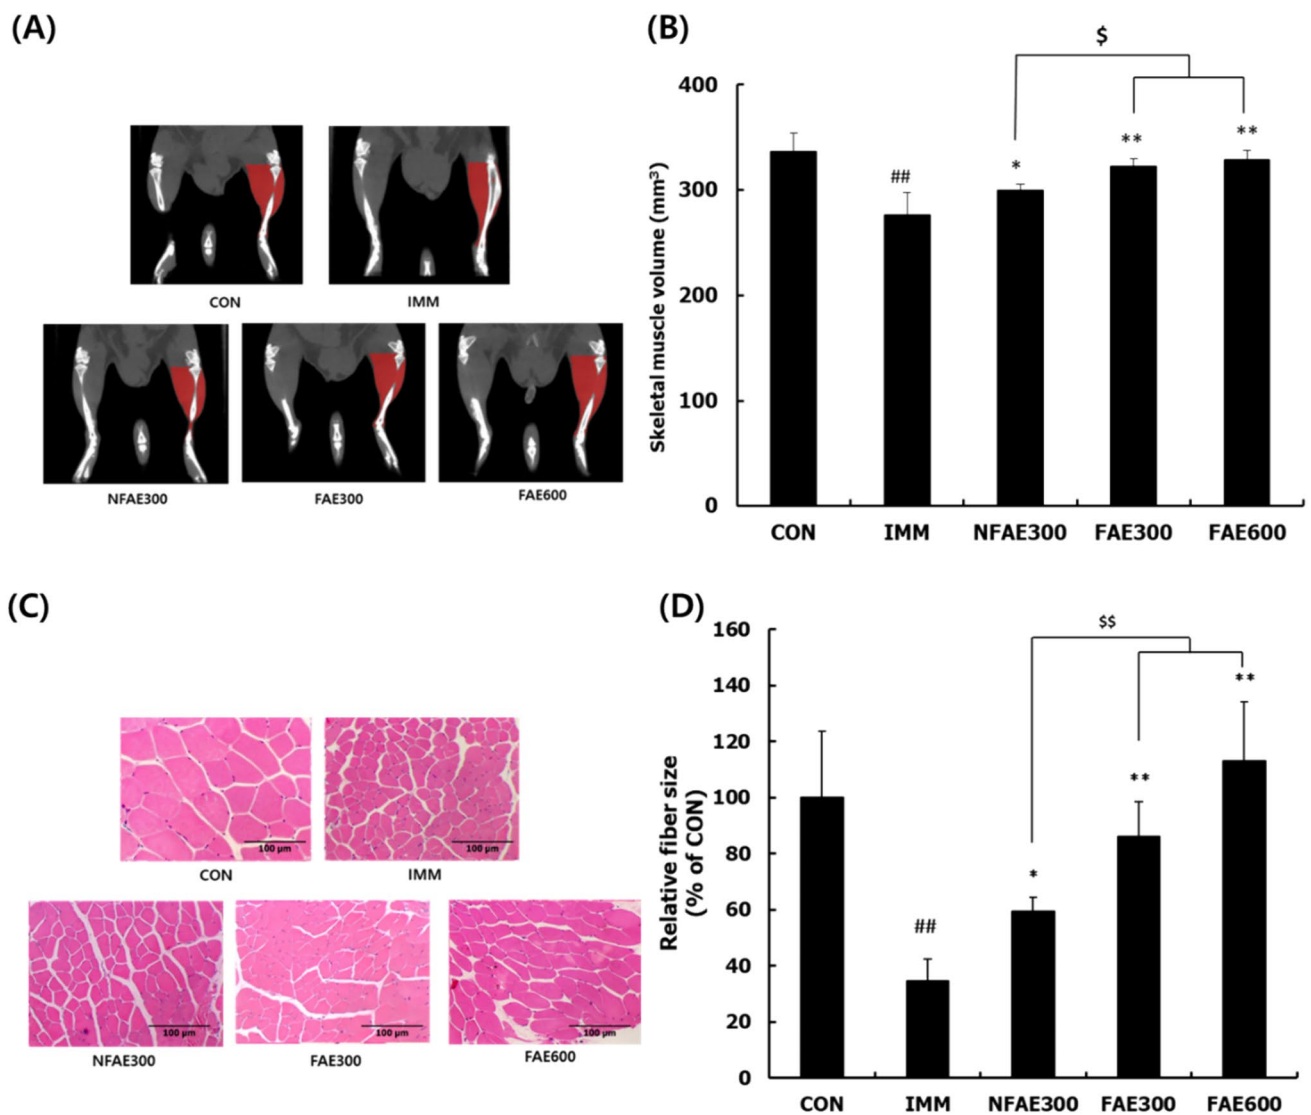 (A)
CON
IMM
NFAE300
FAE300
FAE600
(B)
$
Skeletal muscle volume (mm³)
400
300
200
100
0
##
*
**
**
CON
IMM
NFAE300
FAE300
FAE600
(C)
100 μm
100 μm
CON
IMM
100 μm
100 μm
100 μm
NFAE300
FAE300
FAE600
(D)
$$
Relative fiber size
(% of CON)
160
140
120
100
80
60
40
20
0
##
*
**
**
CON
IMM
NFAE300
FAE300
FAE600